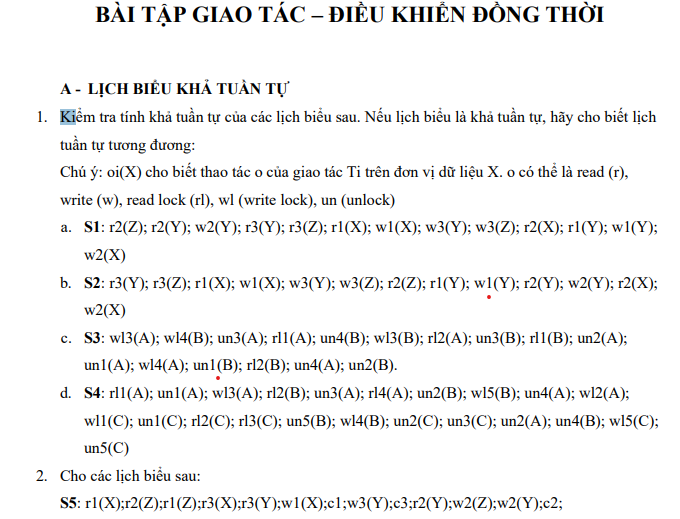 BÀI TẬP GIAO TÁC – ĐIỀU KHIỂN ĐỒNG THỜI
A - LỊCH BIỂU KHẢ TUẦN TỰ
1. Kiểm tra tính khả tuần tự của các lịch biểu sau. Nếu lịch biểu là khả tuần tự, hãy cho biết lịch
tuần tự tương đương:
Chú ý: oi(X) cho biết thao tác o của giao tác Ti trên đơn vị dữ liệu X. o có thể là read (r),
write (w), read lock (rl), wl (write lock), un (unlock)
a. S1: r2(Z); r2(Y); w2(Y); r3(Y); r3(Z); r1(X); w1(X); w3(Y); w3(Z); r2(X); r1(Y); w1(Y);
w2(X)
b. S2: r3(Y); r3(Z); r1(X); w1(X); w3(Y); w3(Z); r2(Z); r1(Y); w1(Y); r2(Y); w2(Y); r2(X);
w2(X)
c. S3: wl3(A); wl4(B); un3(A); rl1(A); un4(B); wl3(B); rl2(A); un3(B); rl1(B); un2(A);
un1(A); wl4(A); un1(B); rl2(B); un4(A); un2(B).
d. S4: rl1(A); un1(A); wl3(A); rl2(B); un3(A); rl4(A); un2(B); wl5(B); un4(A); wl2(A);
wl1(C); un1(C); rl2(C); rl3(C); un5(B); wl4(B); un2(C); un3(C); un2(A); un4(B); wl5(C);
un5(C)
2. Cho các lịch biểu sau:
S5: r1(X);r2(Z);r1(Z);r3(X);r3(Y);w1(X);c1;w3(Y);c3;r2(Y);w2(Z);w2(Y);c2;